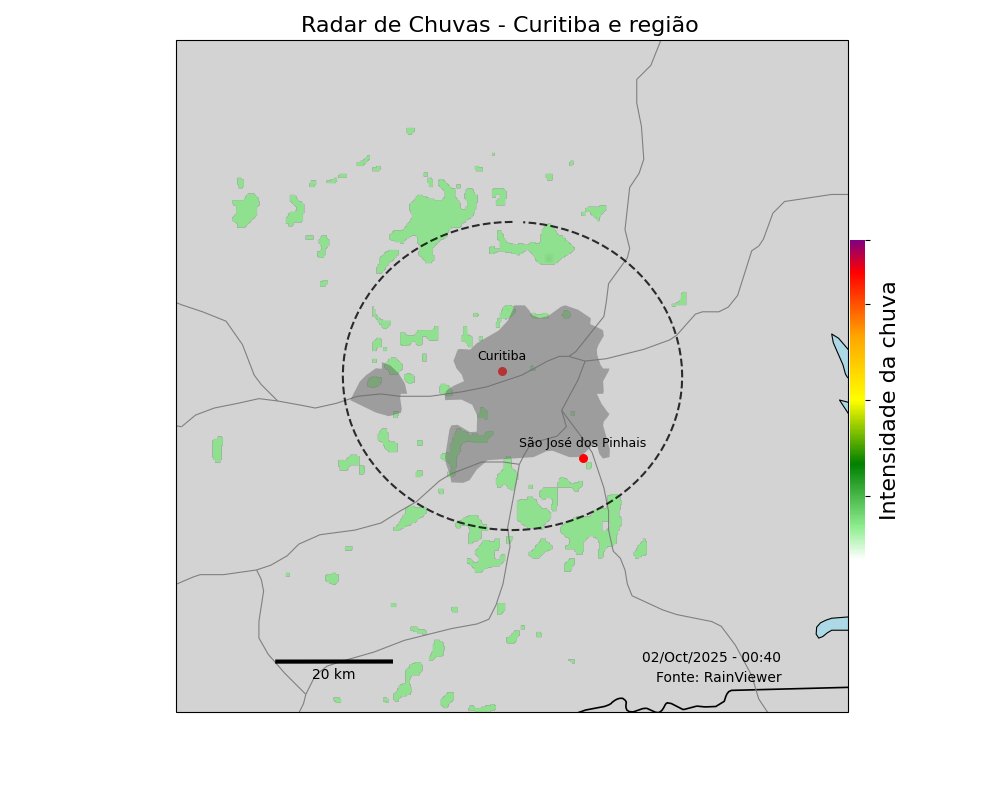 Radar de Chuvas - Curitiba e região
Curitiba
São José dos Pinhais
Intensidade da chuva
02/Oct/2025 - 00:40
Fonte: RainViewer
20 km